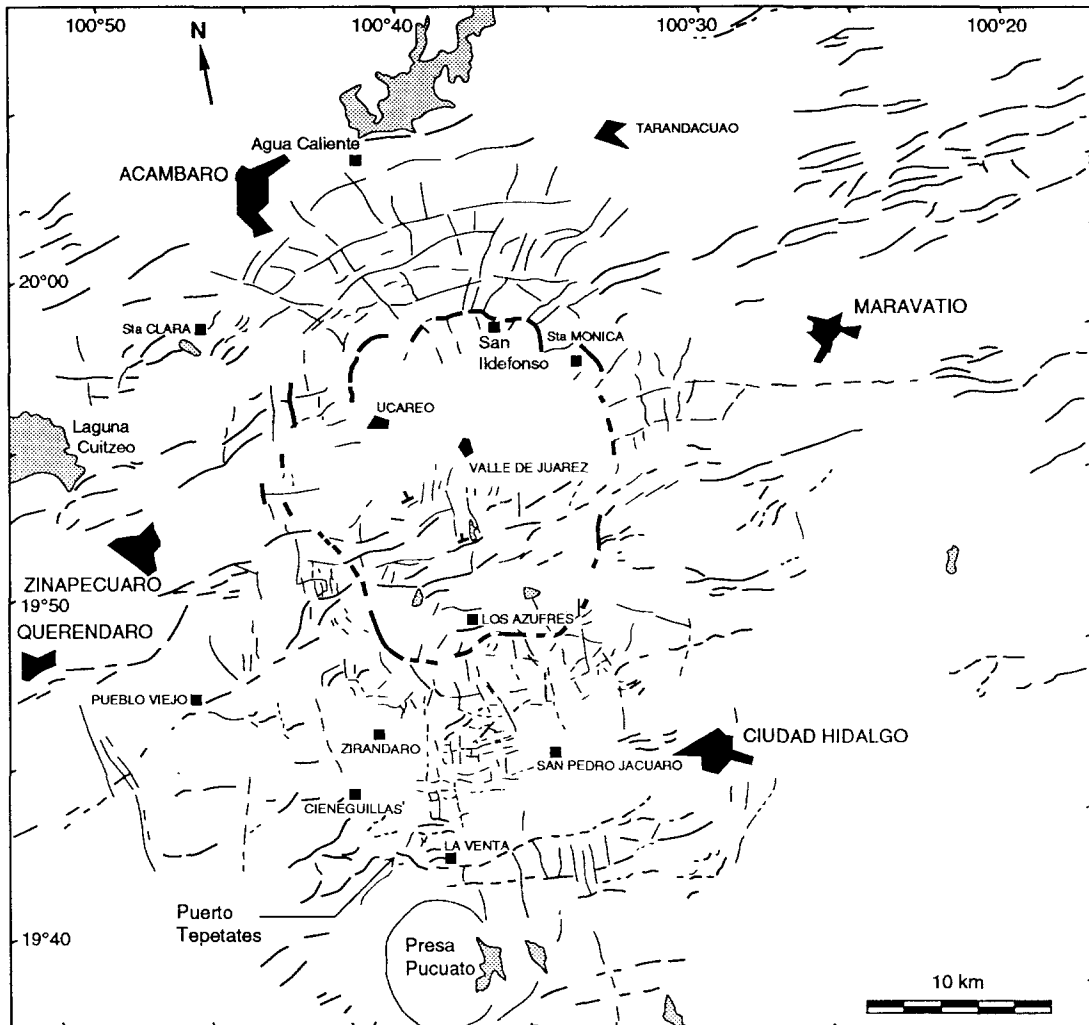 100°50
100°40
100°30
100°20
N
Agua Caliente
TARANDACUAO
ACAMBARO
20°00
Sta CLARA
San
Ildefonso
Sta MONICA
MARAVATIO
UCAREO
Laguna
Cuitzeo
VALLE DE JUAREZ
ZINAPECUARO
19°50
QUERENDARO
LOS AZUFRES
PUEBLO VIEJO
ZIRANDARO
SAN PEDRO JACUARO
CIUDAD HIDALGO
CIENEGUILLAS
LA VENTA
Puerto
Tepetates
19°40
Presa
Pucuato
10 km